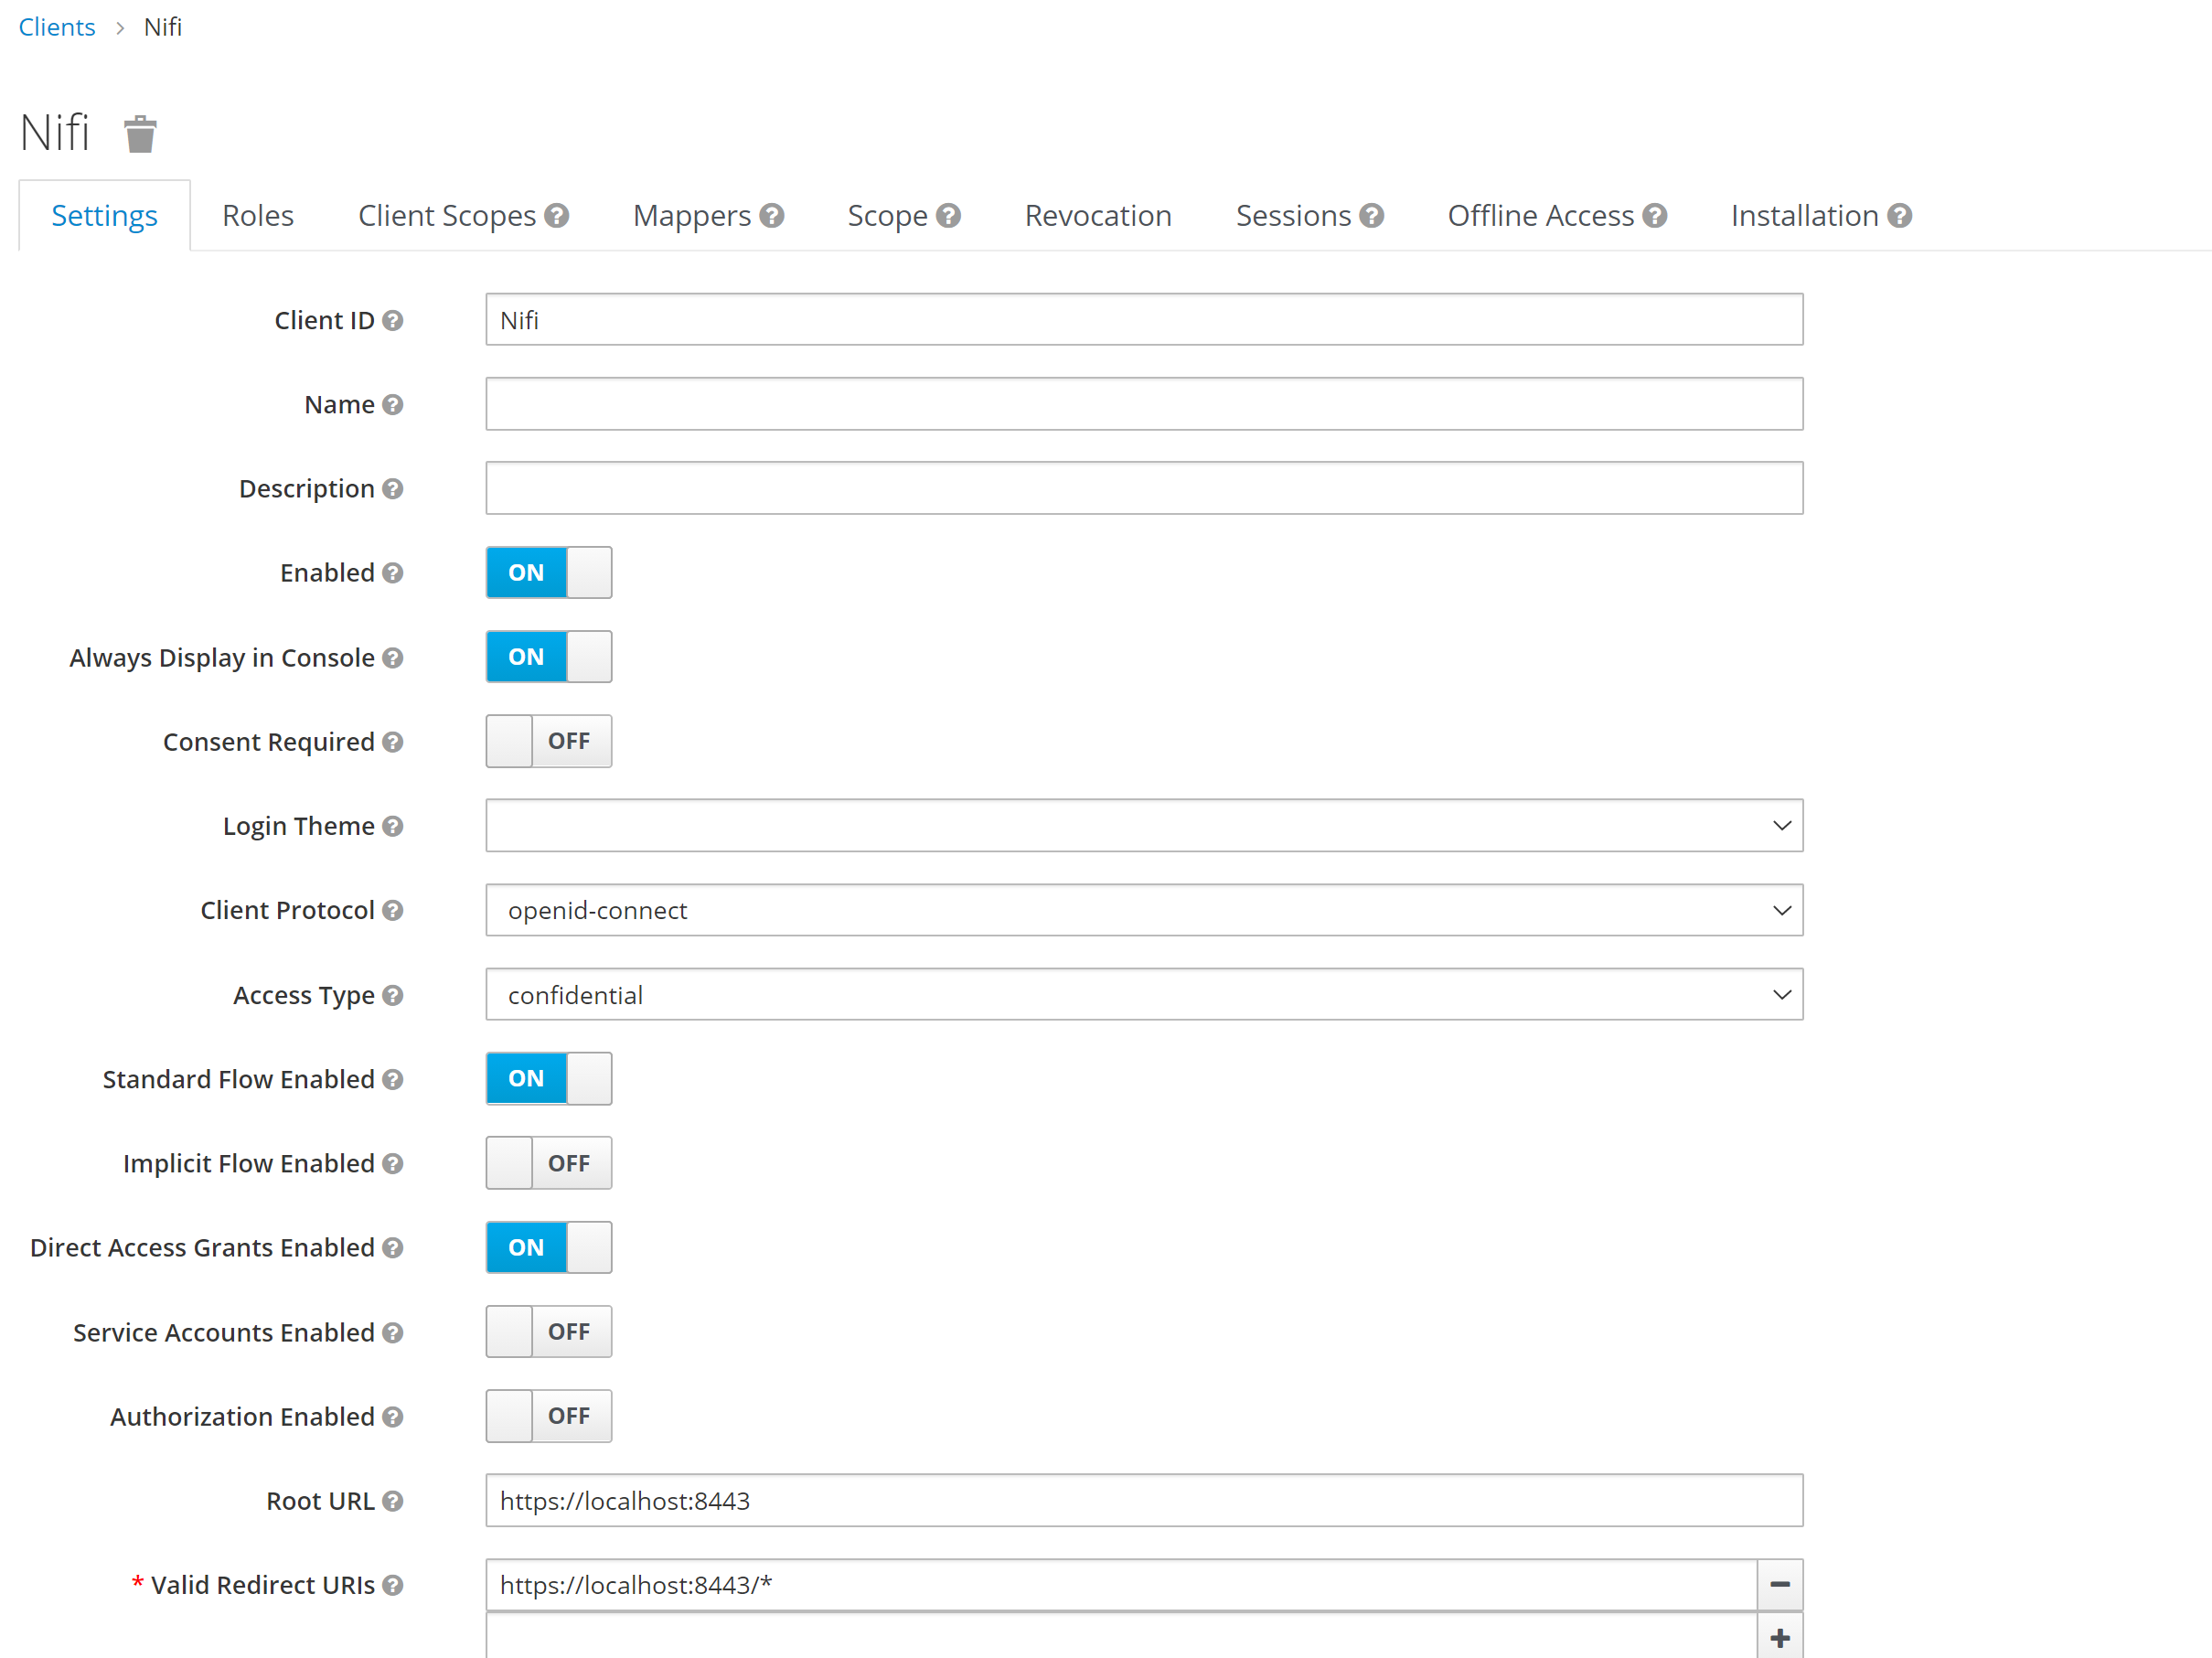 Clients > Nifi
Nifi
Settings Roles Client Scopes Mappers Scope Revocation Sessions Offline Access Installation
Client ID Nifi
Name
Description
Enabled ON
Always Display in Console ON
Consent Required OFF
Login Theme
Client Protocol openid-connect
Access Type confidential
Standard Flow Enabled ON
Implicit Flow Enabled OFF
Direct Access Grants Enabled ON
Service Accounts Enabled OFF
Authorization Enabled OFF
Root URL https://localhost:8443
* Valid Redirect URIs https://localhost:8443/*